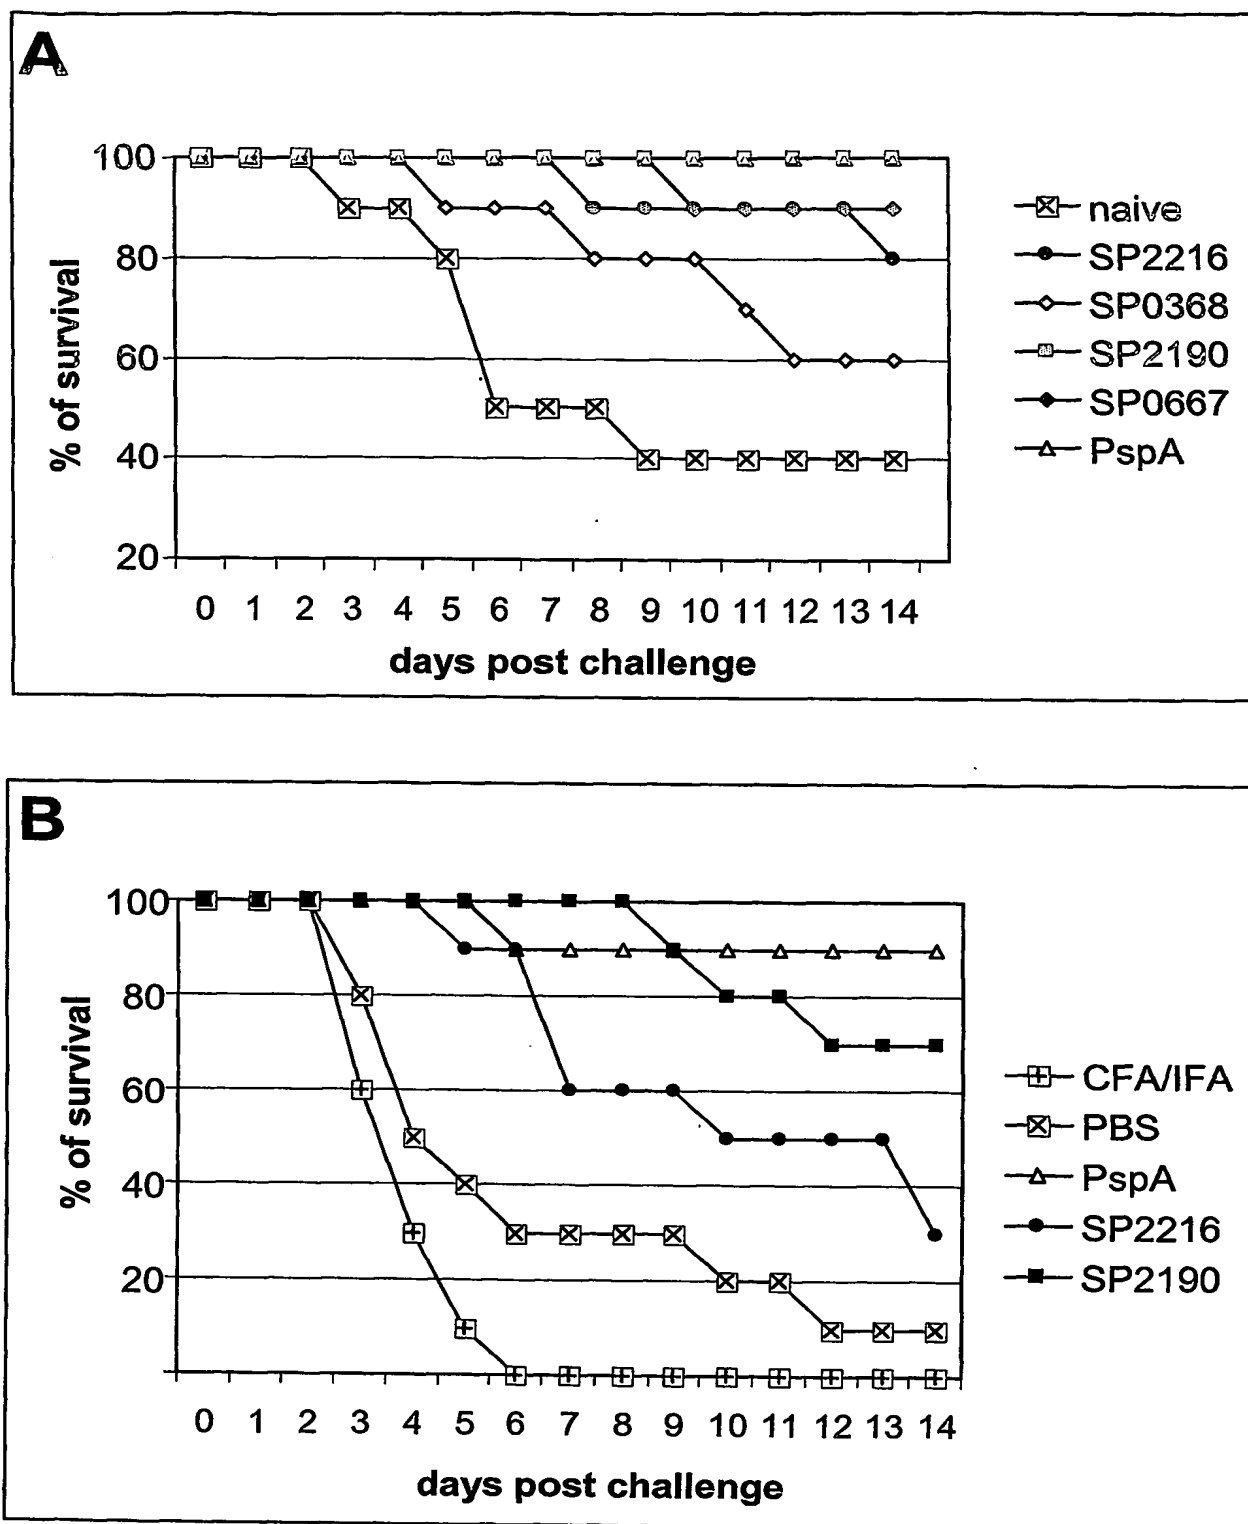 A
100
80
60
40
20
% of survival
0 1 2 3 4 5 6 7 8 9 10 11 12 13 14
days post challenge
naive
SP2216
SP0368
SP2190
SP0667
PspA
B
100
80
60
40
20
% of survival
0 1 2 3 4 5 6 7 8 9 10 11 12 13 14
days post challenge
CFA/IFA
PBS
PspA
SP2216
SP2190